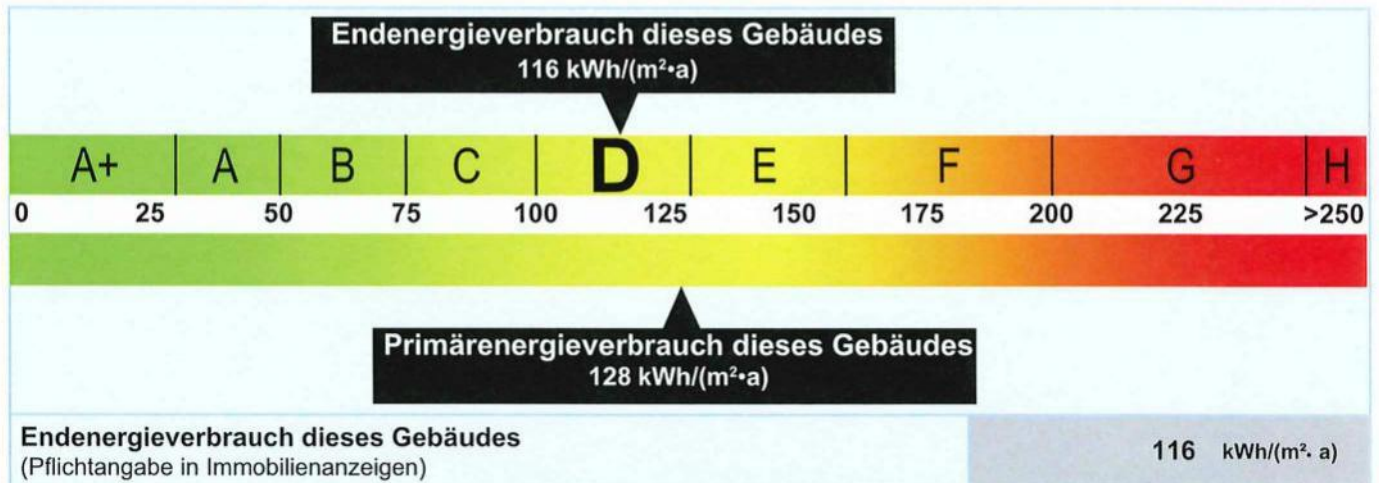 Endenergieverbrauch dieses Gebäudes
116 kWh/(m²•a)
A+ A B C D E F G H
0 25 50 75 100 125 150 175 200 225 >250
Primärenergieverbrauch dieses Gebäudes
128 kWh/(m²•a)
Endenergieverbrauch dieses Gebäudes
(Pflichtangabe in Immobilienanzeigen)
116 kWh/(m²· a)